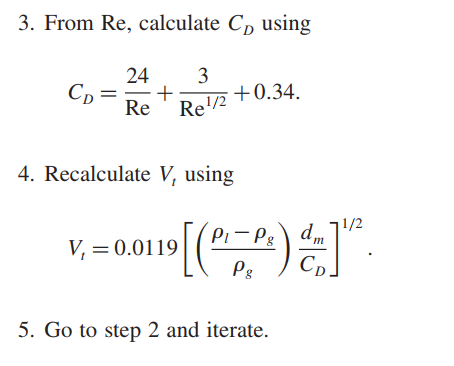 3. From Re, calculate C_D using
C_D = 24/Re + 3/Re^1/2 + 0.34.
4. Recalculate V_t using
V_t = 0.0119 [((ρ_l − ρ_g)/ρ_g) d_m/C_D]^1/2.
5. Go to step 2 and iterate.